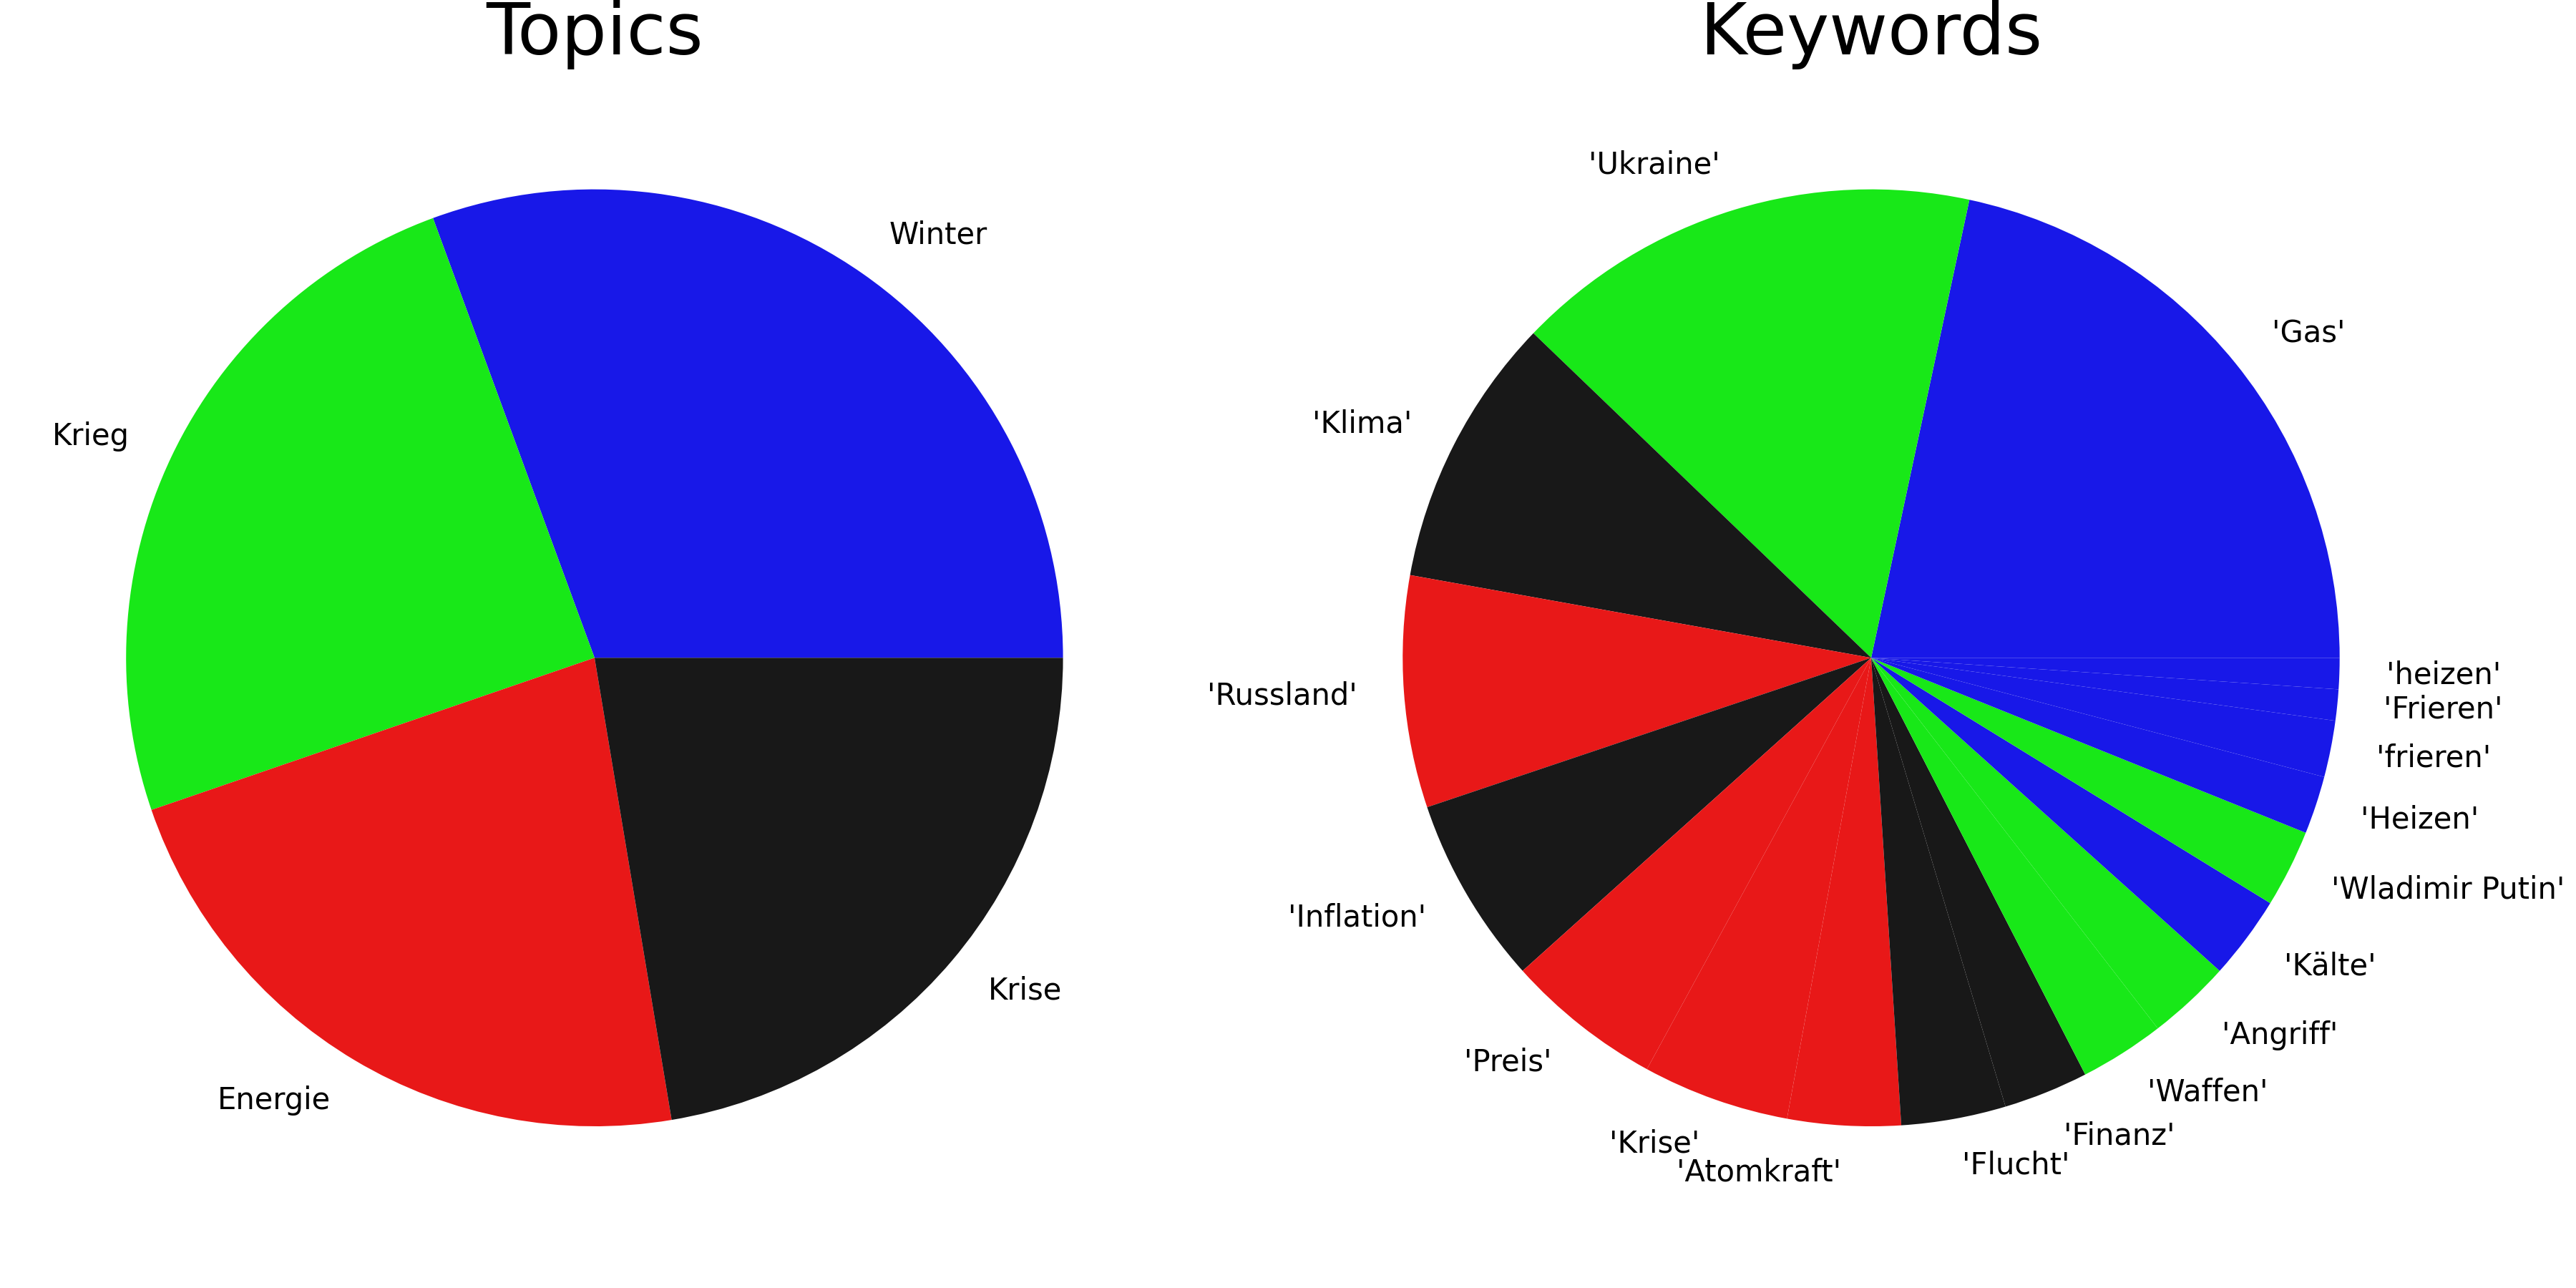 Topics
Winter
Krieg
Energie
Krise
Keywords
'Gas'
'Ukraine'
'Klima'
'Russland'
'Inflation'
'Preis'
'Krise'
'Atomkraft'
'Flucht'
'Finanz'
'Waffen'
'Angriff'
'Kälte'
'Wladimir Putin'
'Heizen'
'frieren'
'Frieren'
'heizen'